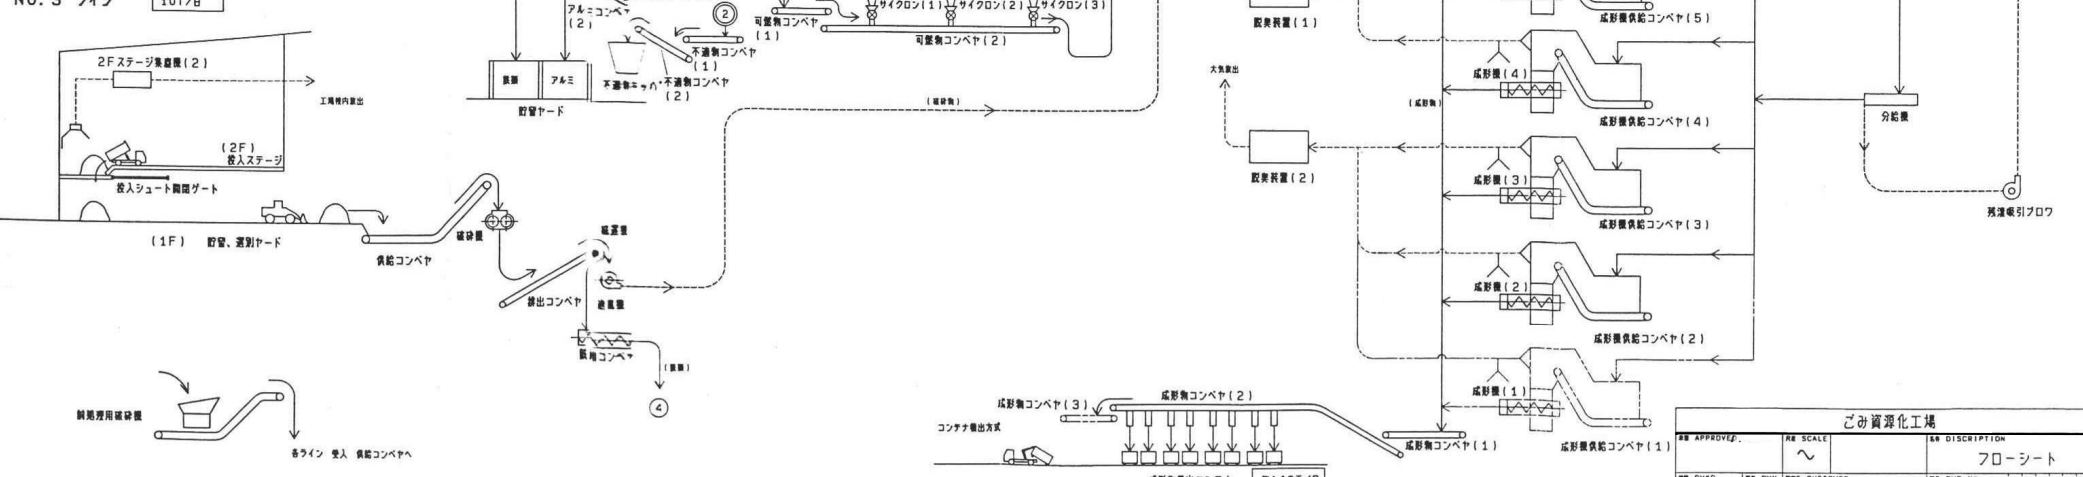 NO.3 ライン
10T/日
2Fステージ集塵機(2)
工場棟内放出
(2F)
投入ステージ
投入シュート開閉ゲート
(1F) 貯留、選別ヤード
供給コンベヤ
破砕機
磁選機
排出コンベヤ
送風機
コンベヤ
(鉄類)
④
前処理用破砕機
各ライン 受入 供給コンベヤへ
アルミコンベヤ
(2)
鉄類
アルミ
貯留ヤード
②
不適物コンベヤ
(1)
不適物ホッパ
不適物コンベヤ
(2)
可燃物コンベヤ
(1)
サイクロン(1)
サイクロン(2)
サイクロン(3)
可燃物コンベヤ(2)
(破砕物)
脱臭装置(1)
大気放出
脱臭装置(2)
(成形物)
成形機供給コンベヤ(5)
成形機(4)
成形機供給コンベヤ(4)
成形機(3)
成形機供給コンベヤ(3)
成形機(2)
成形機供給コンベヤ(2)
成形機(1)
成形機供給コンベヤ(1)
分給機
残渣吸引ブロワ
成形物コンベヤ(3)
成形物コンベヤ(2)
コンテナ搬出方式
成形物コンベヤ(1)
ごみ資源化工場
APPROVED.
尺度 SCALE
~
名称 DISCRIPTION
フローシート